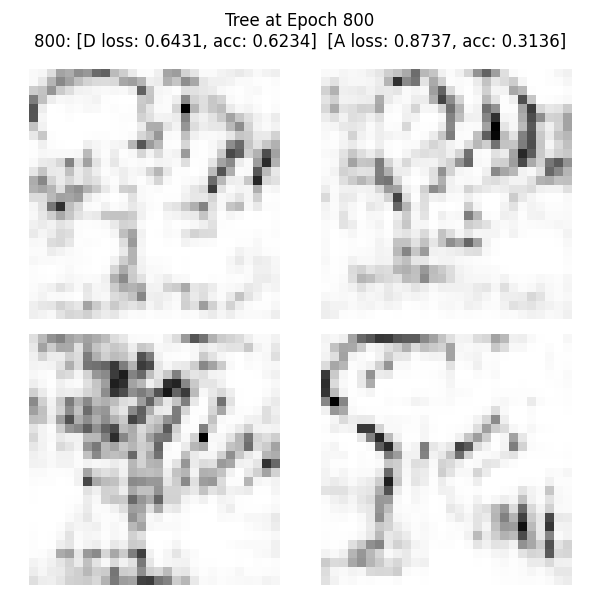 Tree at Epoch 800
800: [D loss: 0.6431, acc: 0.6234]  [A loss: 0.8737, acc: 0.3136]